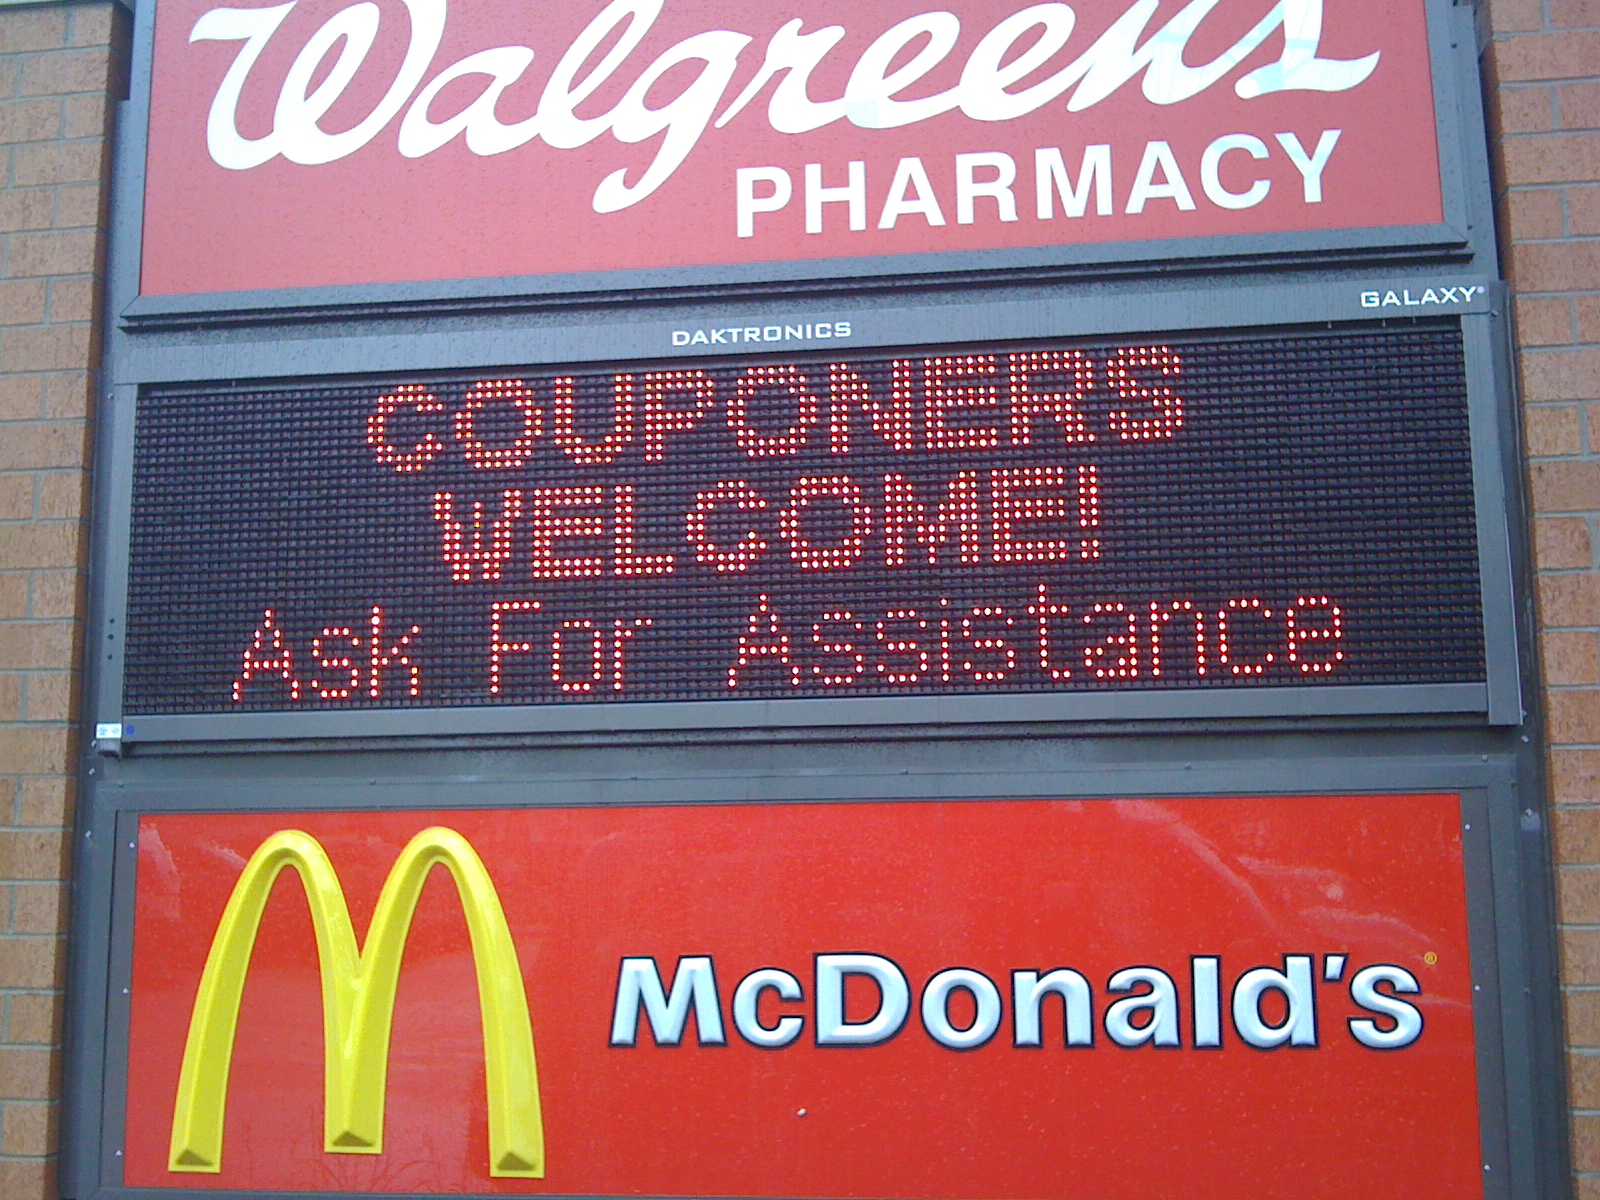 Walgreens
PHARMACY
GALAXY®
DAKTRONICS
COUPONERS
WELCOME!
Ask For Assistance
McDonald's®